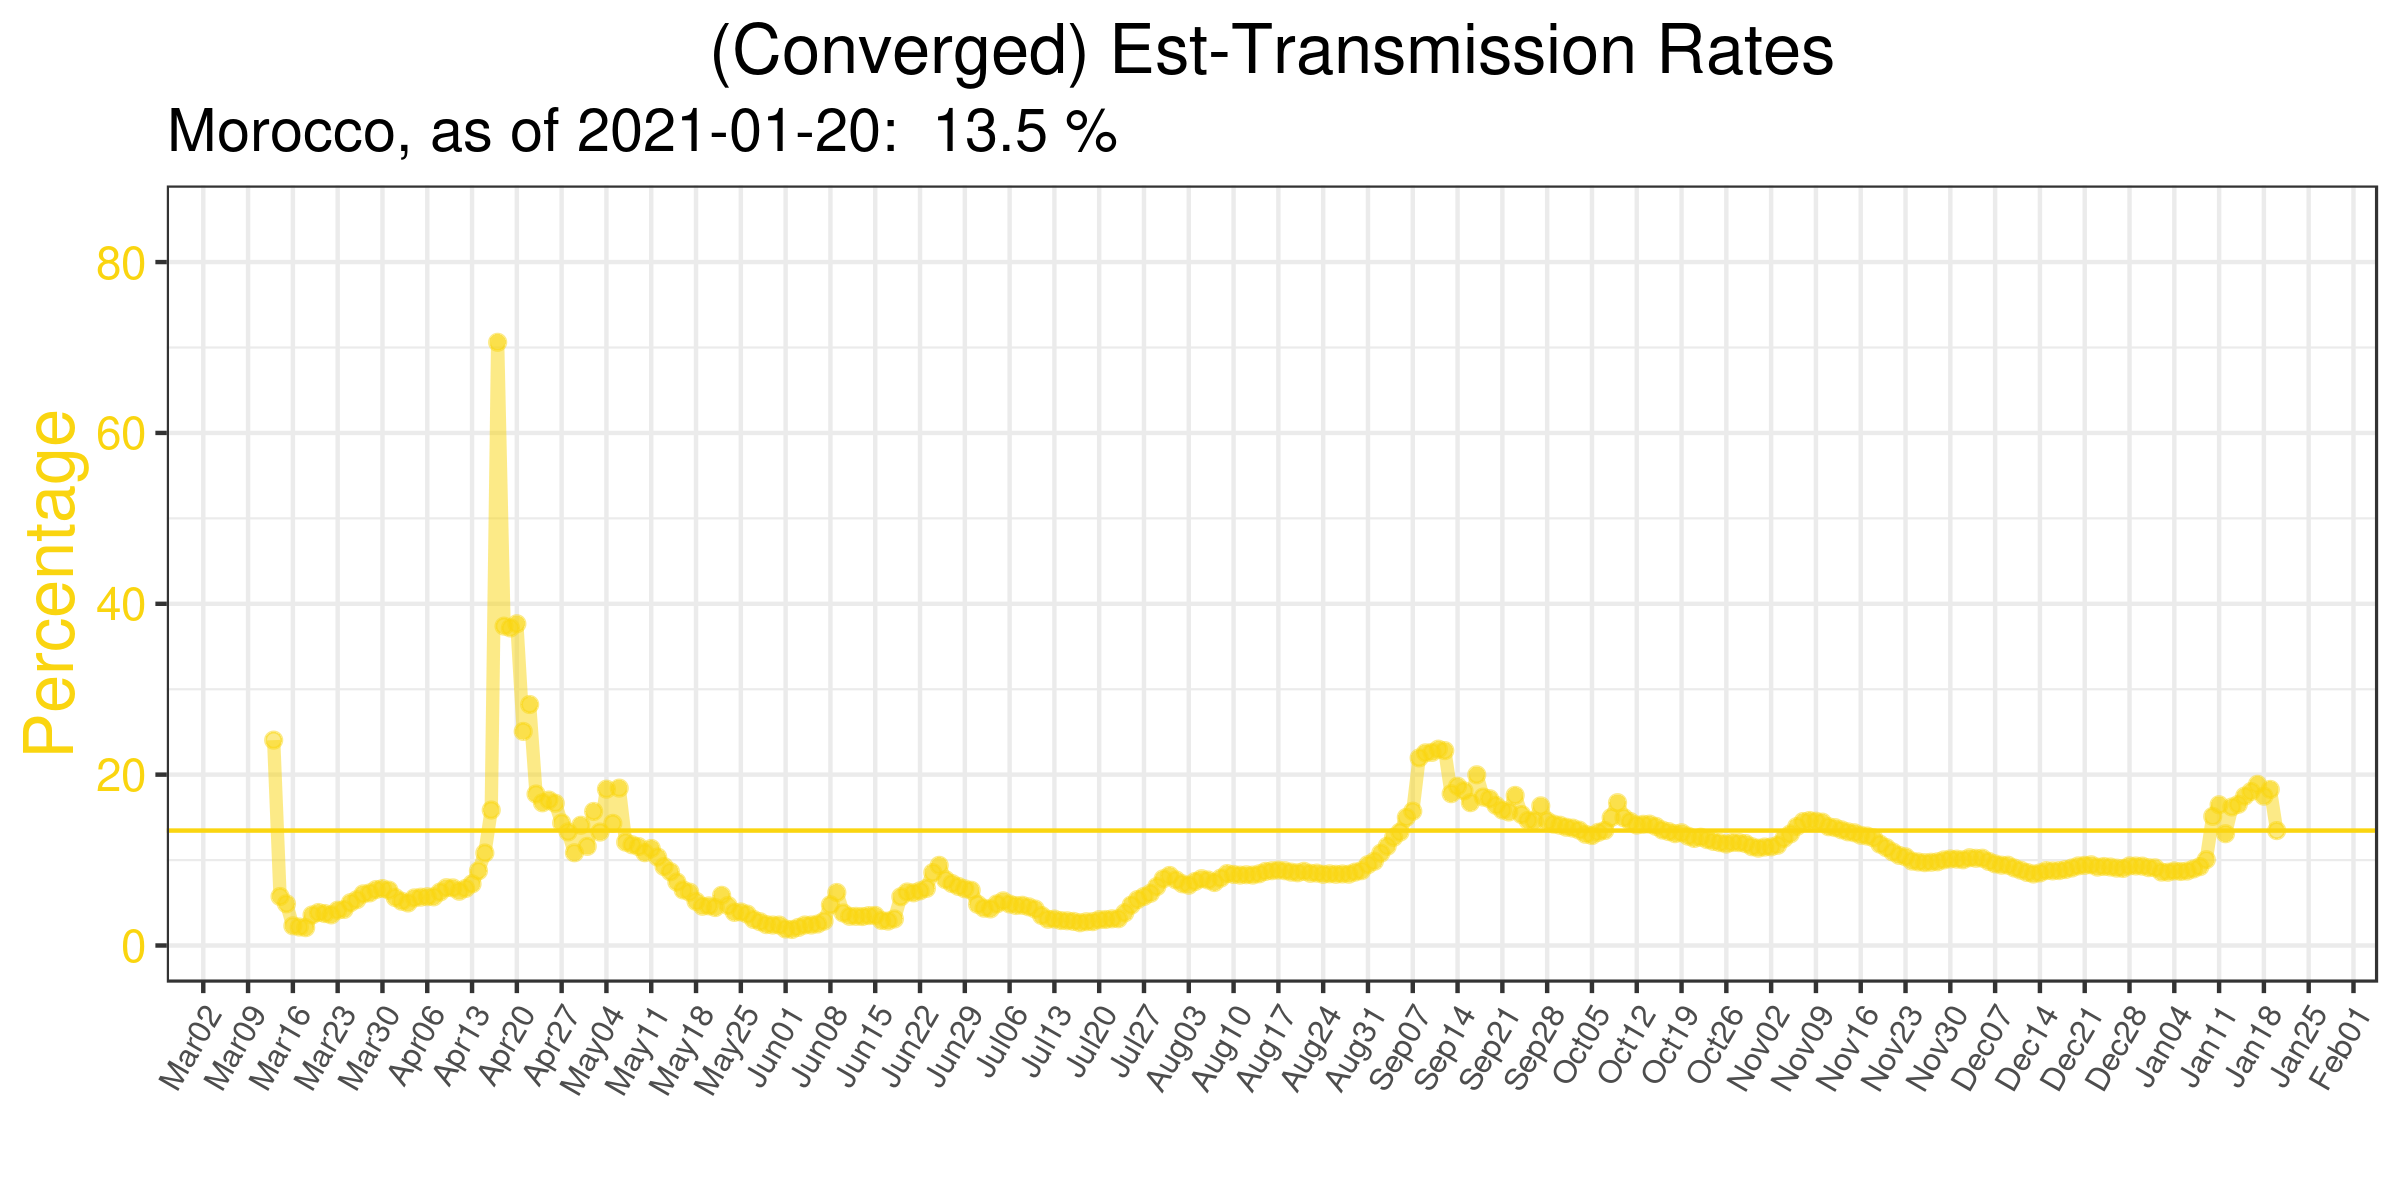 (Converged) Est-Transmission Rates
Morocco, as of 2021-01-20:  13.5 %
Percentage
80
60
40
20
0
Mar02
Mar09
Mar16
Mar23
Mar30
Apr06
Apr13
Apr20
Apr27
May04
May11
May18
May25
Jun01
Jun08
Jun15
Jun22
Jun29
Jul06
Jul13
Jul20
Jul27
Aug03
Aug10
Aug17
Aug24
Aug31
Sep07
Sep14
Sep21
Sep28
Oct05
Oct12
Oct19
Oct26
Nov02
Nov09
Nov16
Nov23
Nov30
Dec07
Dec14
Dec21
Dec28
Jan04
Jan11
Jan18
Jan25
Feb01